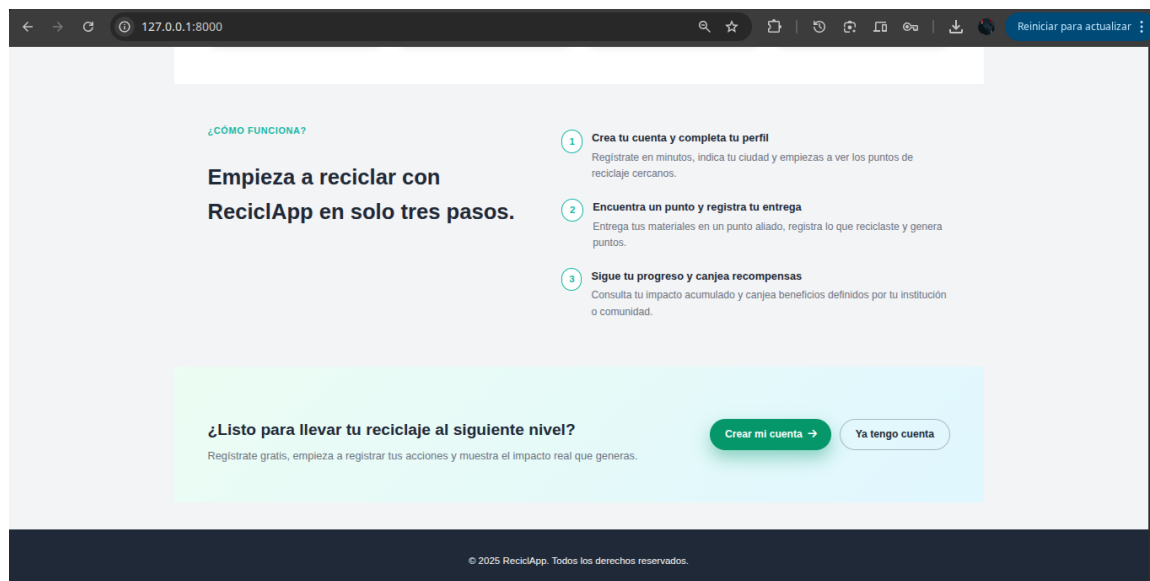 127.0.0.1:8000
Reiniciar para actualizar
¿CÓMO FUNCIONA?
Empieza a reciclar con
ReciclApp en solo tres pasos.
1
Crea tu cuenta y completa tu perfil
Regístrate en minutos, indica tu ciudad y empiezas a ver los puntos de
reciclaje cercanos.
2
Encuentra un punto y registra tu entrega
Entrega tus materiales en un punto aliado, registra lo que reciclaste y genera
puntos.
3
Sigue tu progreso y canjea recompensas
Consulta tu impacto acumulado y canjea beneficios definidos por tu institución
o comunidad.
¿Listo para llevar tu reciclaje al siguiente nivel?
Regístrate gratis, empieza a registrar tus acciones y muestra el impacto real que generas.
Crear mi cuenta →
Ya tengo cuenta
© 2025 ReciclApp. Todos los derechos reservados.